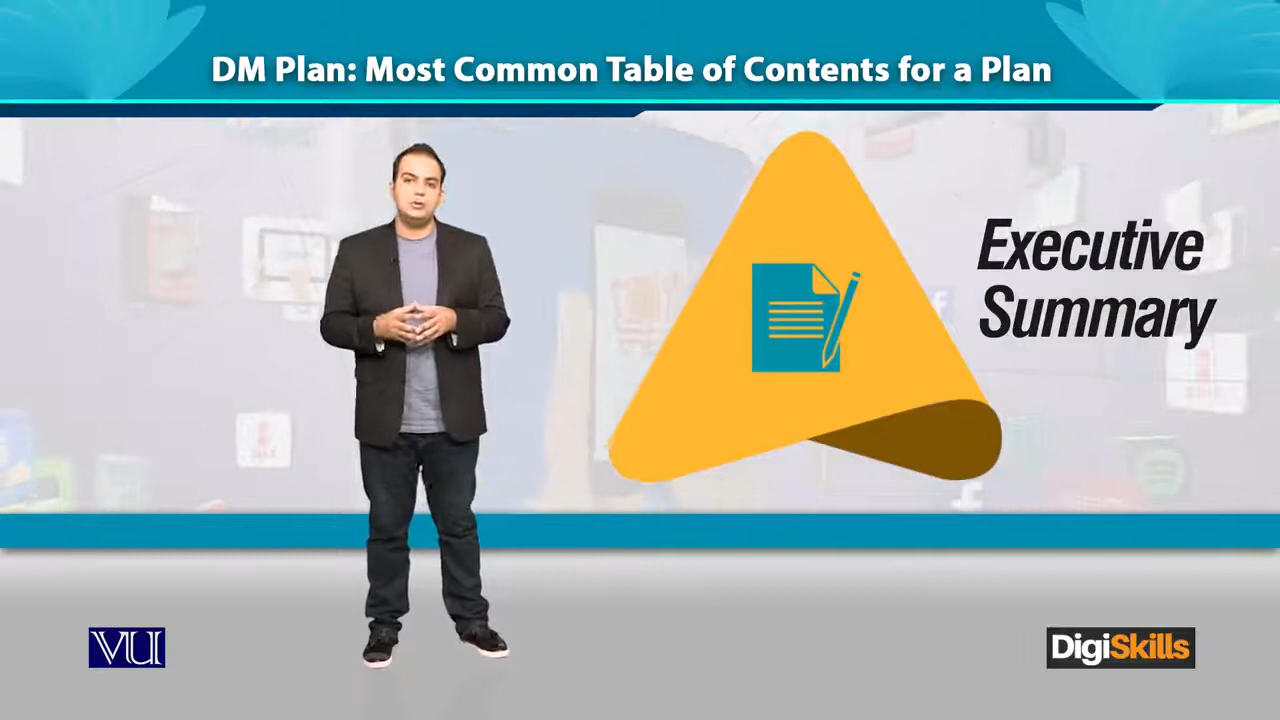 DM Plan: Most Common Table of Contents for a Plan
Executive
Summary
VU
DigiSkills